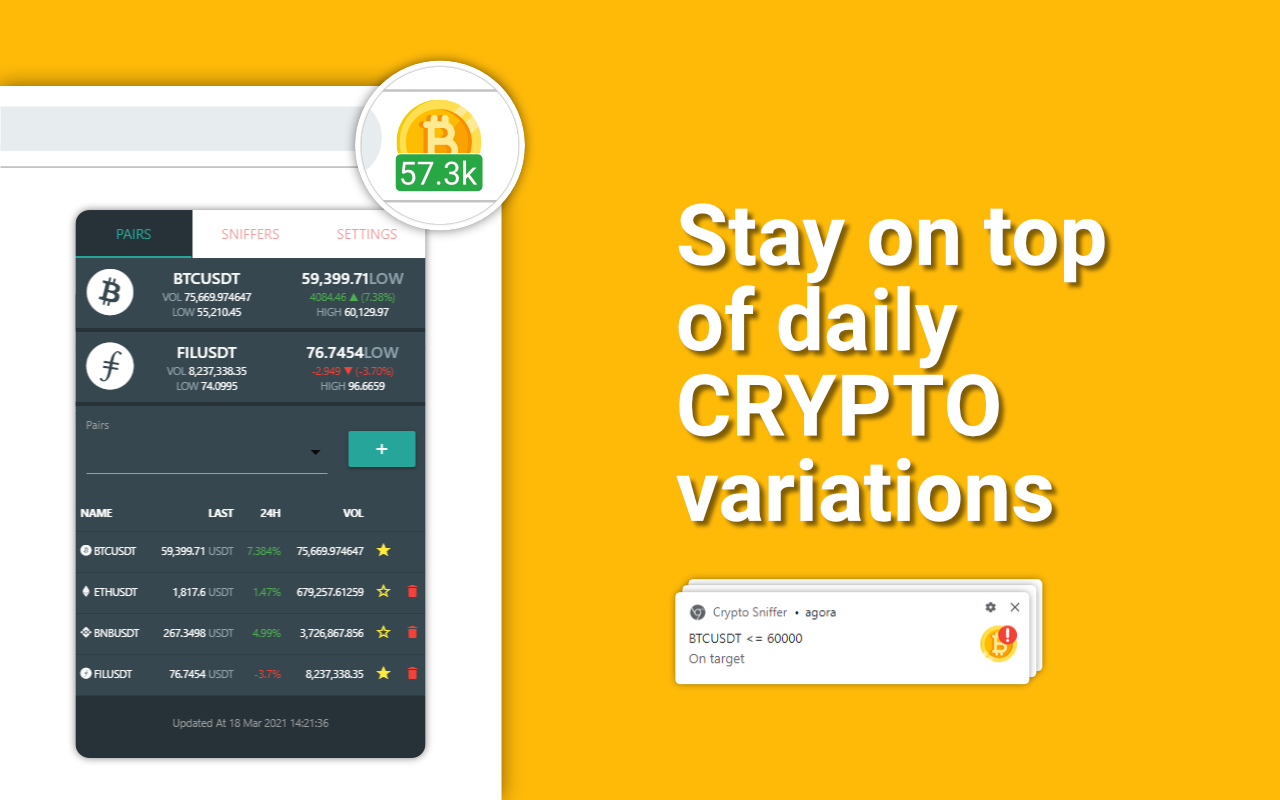 57.3k
PAIRS SNIFFERS SETTINGS
BTCUSDT 59,399.71LOW
VOL 75,669.974647 4084.46 ▲ (7.38%)
LOW 55,210.45 HIGH 60,129.97
FILUSDT 76.7454LOW
VOL 8,237,338.35 -2.949 ▼ (-3.70%)
LOW 74.0995 HIGH 96.6659
Pairs
+
NAME LAST 24H VOL
BTCUSDT 59,399.71 USDT 7.384% 75,669.974647
ETHUSDT 1,817.6 USDT 1.47% 679,257.61259
BNBUSDT 267.3498 USDT 4.99% 3,726,867.856
FILUSDT 76.7454 USDT -3.7% 8,237,338.35
Updated At 18 Mar 2021 14:21:36
Stay on top
of daily
CRYPTO
variations
Crypto Sniffer • agora
BTCUSDT <= 60000
On target